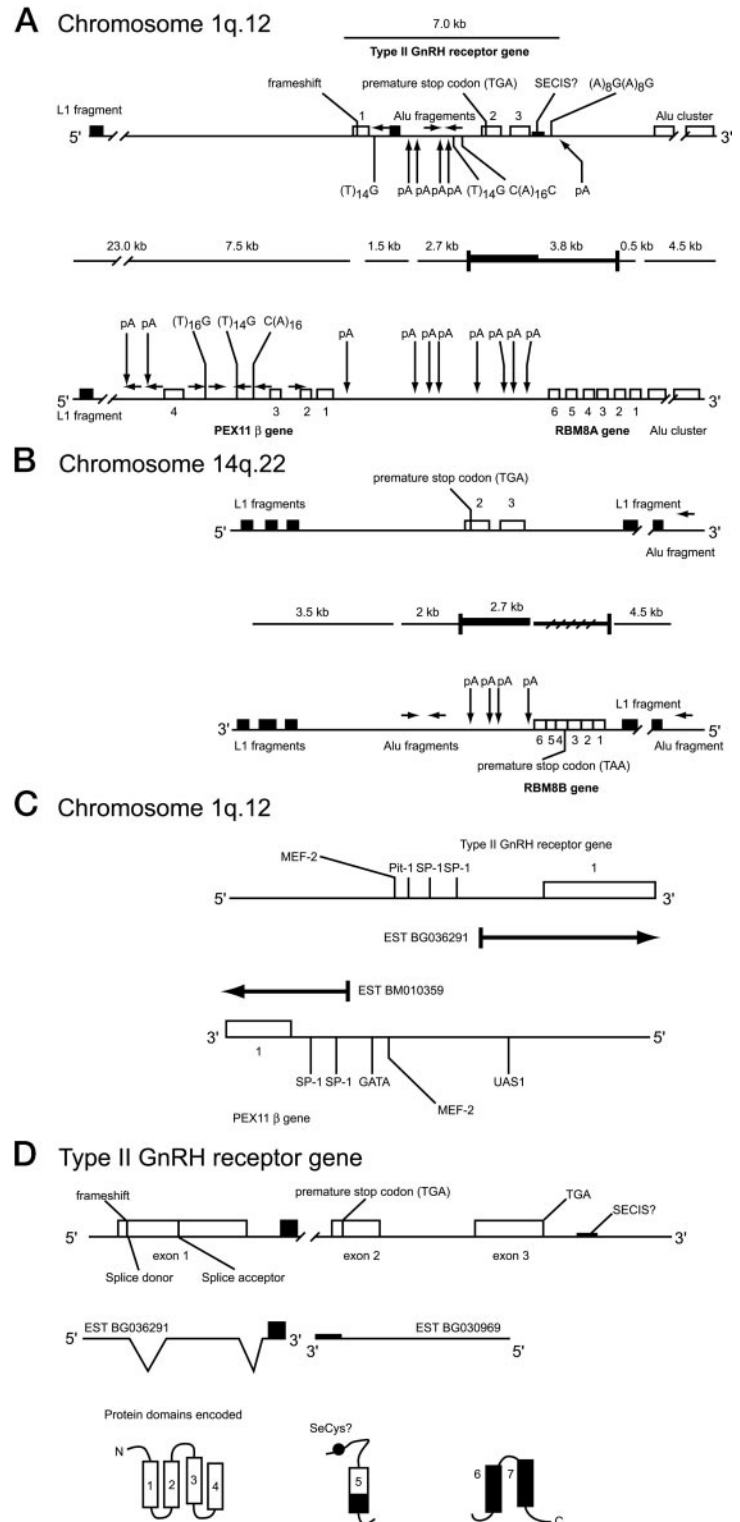 A Chromosome 1q.12
7.0 kb
Type II GnRH receptor gene
frameshift
premature stop codon (TGA)
SECIS?
(A)8G(A)8G
L1 fragment
1
Alu fragements
2
3
Alu cluster
5'
3'
(T)14G
pA
pA
pA
pA
(T)14G
C(A)16C
pA
23.0 kb
7.5 kb
1.5 kb
2.7 kb
3.8 kb
0.5 kb
4.5 kb
pA
pA
(T)16G
(T)14G
C(A)16
pA
pA
pA
pA
pA
pA
pA
pA
5'
3'
L1 fragment
4
3
2
1
6
5
4
3
2
1
PEX11 β gene
RBM8A gene
Alu cluster
B Chromosome 14q.22
premature stop codon (TGA)
L1 fragments
2
3
L1 fragment
5'
3'
Alu fragment
3.5 kb
2 kb
2.7 kb
4.5 kb
pA
pA
pA
pA
L1 fragment
3'
5'
L1 fragments
Alu fragments
6
5
4
3
2
1
Alu fragment
premature stop codon (TAA)
RBM8B gene
C Chromosome 1q.12
Type II GnRH receptor gene
MEF-2
Pit-1
SP-1
SP-1
1
5'
3'
EST BG036291
EST BM010359
3'
5'
1
SP-1
SP-1
GATA
UAS1
MEF-2
PEX11 β gene
D Type II GnRH receptor gene
frameshift
premature stop codon (TGA)
TGA
SECIS?
5'
3'
exon 1
exon 2
exon 3
Splice donor
Splice acceptor
5'
EST BG036291
3'
3'
EST BG030969
5'
Protein domains encoded
SeCys?
N
1
2
3
4
5
6
7
C